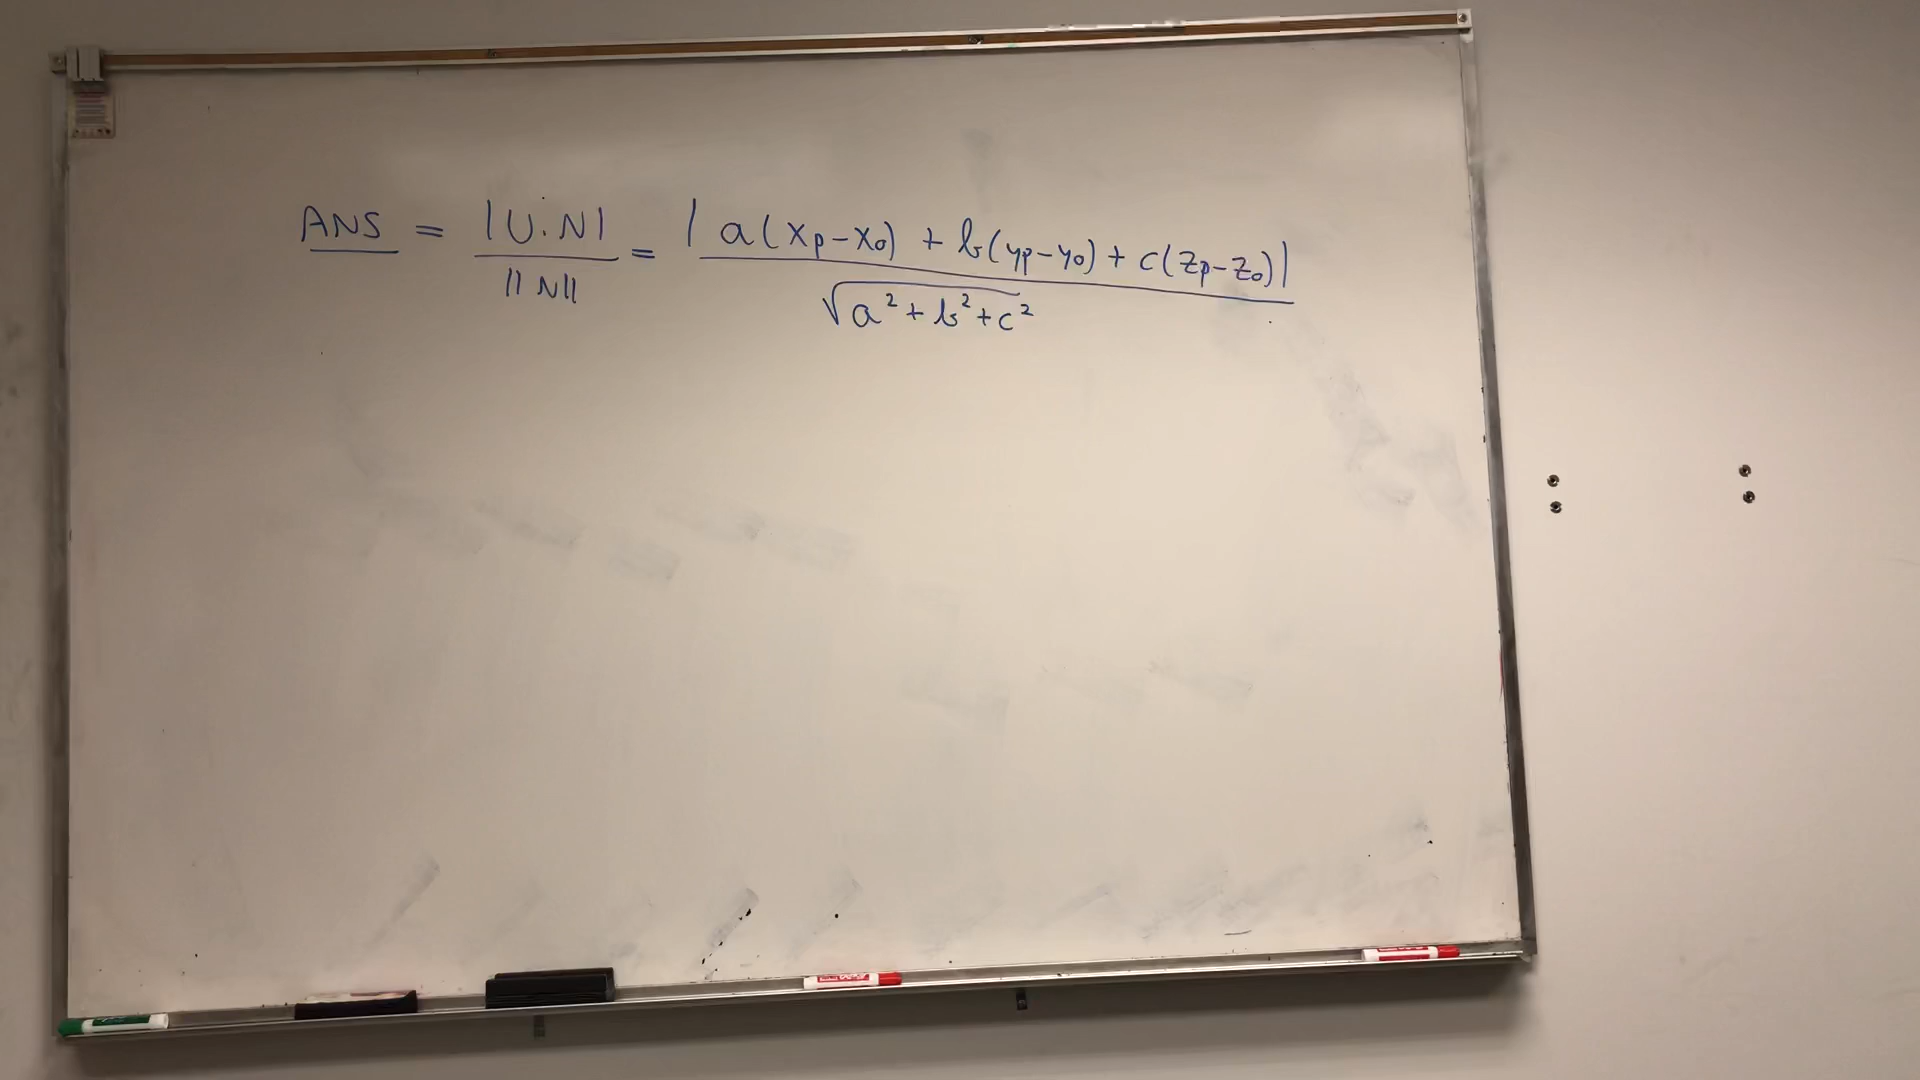 ANS = |U.N| / ||N|| = |a(xp-x0) + b(yp-y0) + c(zp-z0)| / √a²+b²+c²